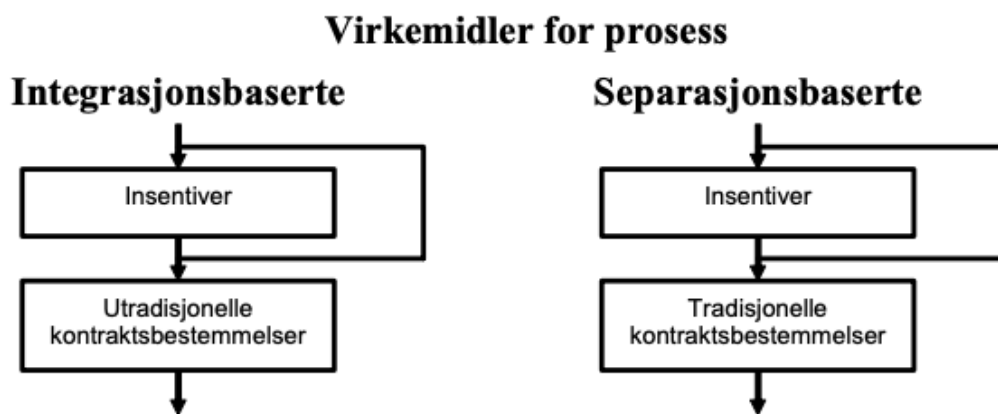 Virkemidler for prosess
Integrasjonsbaserte
Separasjonsbaserte
Insentiver
Insentiver
Utradisjonelle
kontraktsbestemmelser
Tradisjonelle
kontraktsbestemmelser